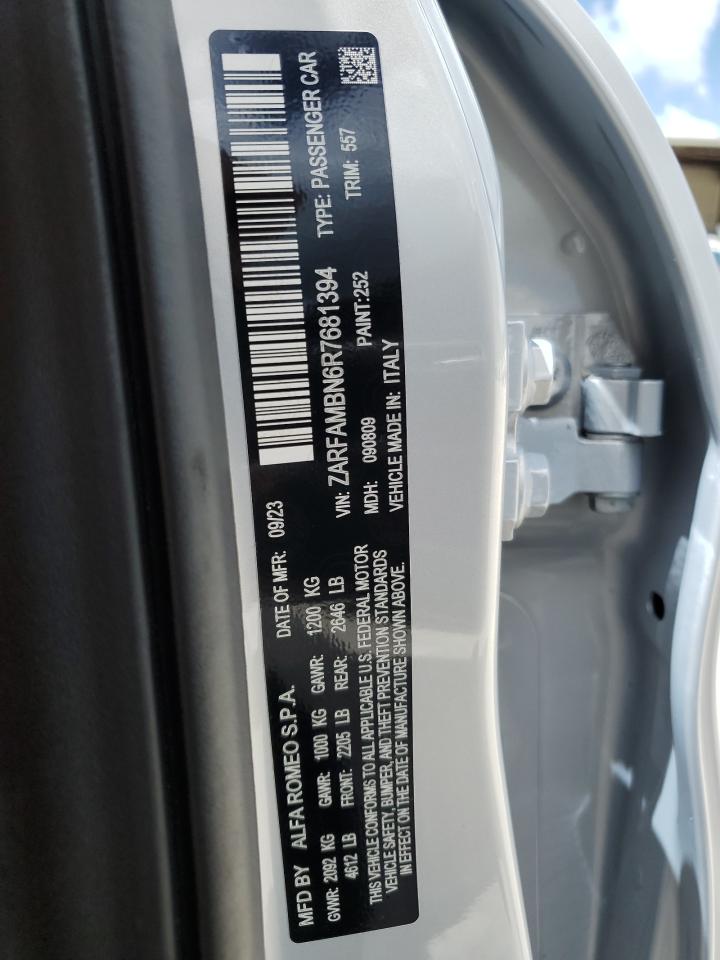 MFD BY ALFA ROMEO S.P.A. DATE OF MFR: 09/23
GVWR: 2092 KG GAWR: 1000 KG GAWR: 1200 KG
4612 LB FRONT: 2205 LB REAR: 2646 LB
THIS VEHICLE CONFORMS TO ALL APPLICABLE U.S. FEDERAL MOTOR
VEHICLE SAFETY, BUMPER, AND THEFT PREVENTION STANDARDS
IN EFFECT ON THE DATE OF MANUFACTURE SHOWN ABOVE.
VIN: ZARFAMBN6R7681394 TYPE: PASSENGER CAR
MDH: 090809 PAINT:252 TRIM: 557
VEHICLE MADE IN: ITALY